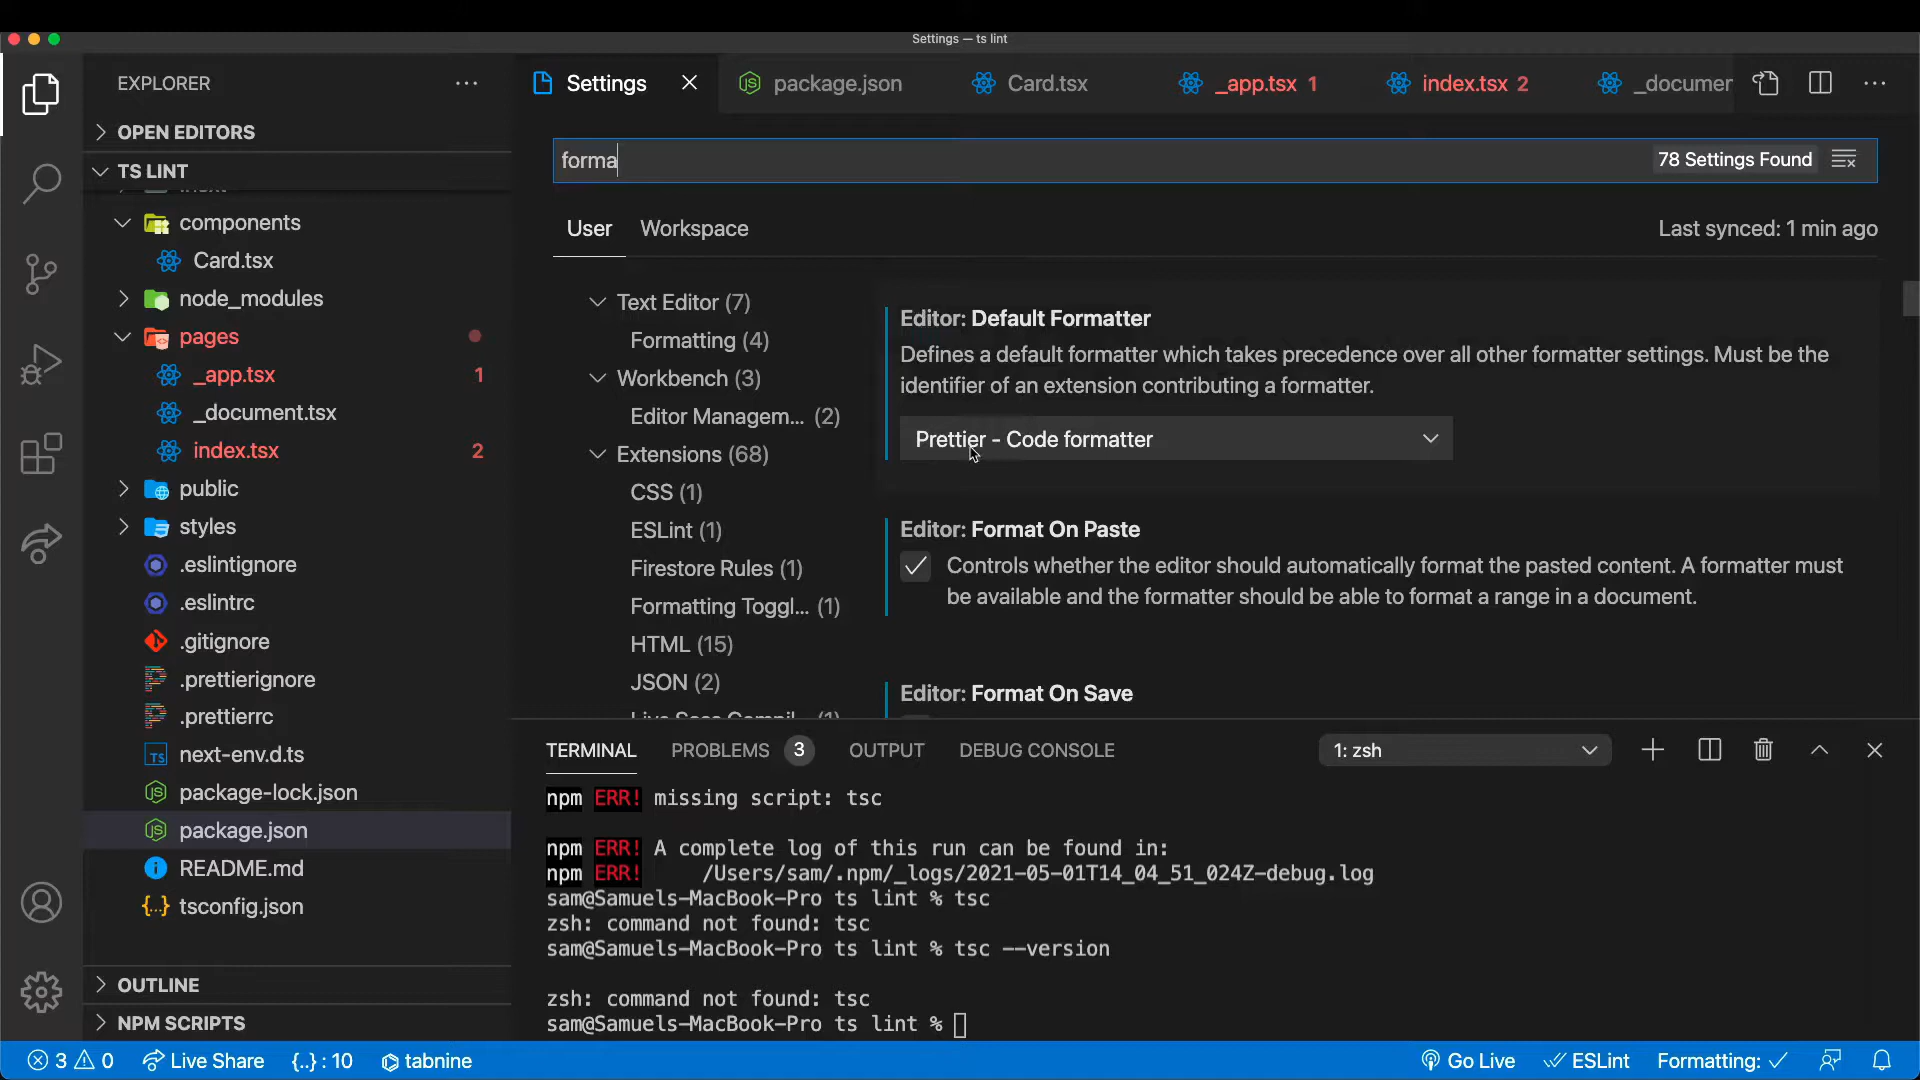 Settings — ts lint
EXPLORER
OPEN EDITORS
TS LINT
components
Card.tsx
node_modules
pages
_app.tsx 1
_document.tsx
index.tsx 2
public
styles
.eslintignore
.eslintrc
.gitignore
.prettierignore
.prettierrc
next-env.d.ts
package-lock.json
package.json
README.md
tsconfig.json
OUTLINE
NPM SCRIPTS
Settings
package.json
Card.tsx
_app.tsx 1
index.tsx 2
_documen
forma
78 Settings Found
User
Workspace
Last synced: 1 min ago
Text Editor (7)
Formatting (4)
Workbench (3)
Editor Managem... (2)
Extensions (68)
CSS (1)
ESLint (1)
Firestore Rules (1)
Formatting Toggl... (1)
HTML (15)
JSON (2)
Editor: Default Formatter
Defines a default formatter which takes precedence over all other formatter settings. Must be the
identifier of an extension contributing a formatter.
Prettier - Code formatter
Editor: Format On Paste
Controls whether the editor should automatically format the pasted content. A formatter must
be available and the formatter should be able to format a range in a document.
Editor: Format On Save
TERMINAL
PROBLEMS 3
OUTPUT
DEBUG CONSOLE
1: zsh
npm ERR! missing script: tsc
npm ERR! A complete log of this run can be found in:
npm ERR! /Users/sam/.npm/_logs/2021-05-01T14_04_51_024Z-debug.log
sam@Samuels-MacBook-Pro ts lint % tsc
zsh: command not found: tsc
sam@Samuels-MacBook-Pro ts lint % tsc --version
zsh: command not found: tsc
sam@Samuels-MacBook-Pro ts lint %
3 0
Live Share
{..} : 10
tabnine
Go Live
ESLint
Formatting: